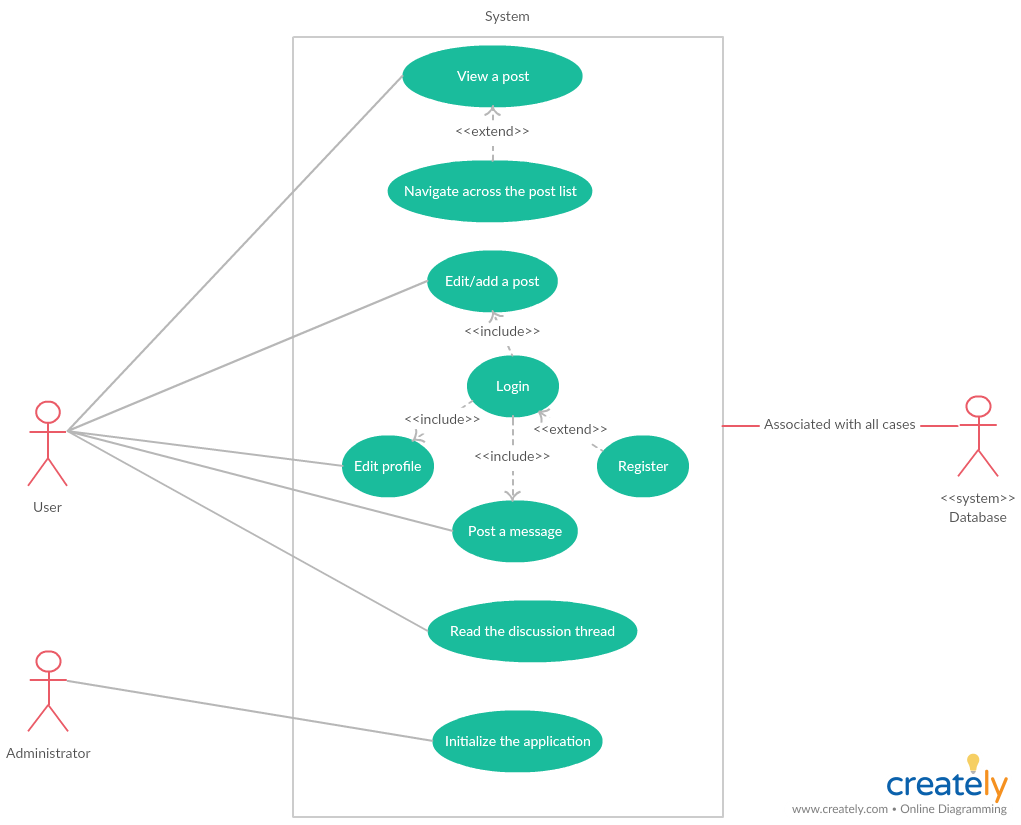 System
View a post
<<extend>>
Navigate across the post list
Edit/add a post
<<include>>
Login
<<include>>
<<extend>>
<<include>>
Edit profile
Register
Post a message
Read the discussion thread
Initialize the application
User
Administrator
Associated with all cases
<<system>>
Database
creately
www.creately.com • Online Diagramming